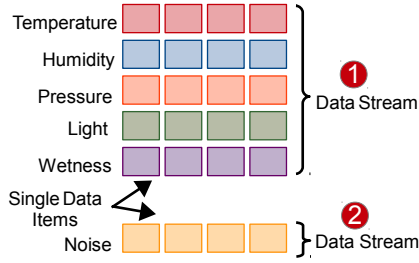 Temperature
Humidity
1
Pressure
Data Stream
Light
Wetness
Single Data
Items
2
Noise
Data Stream